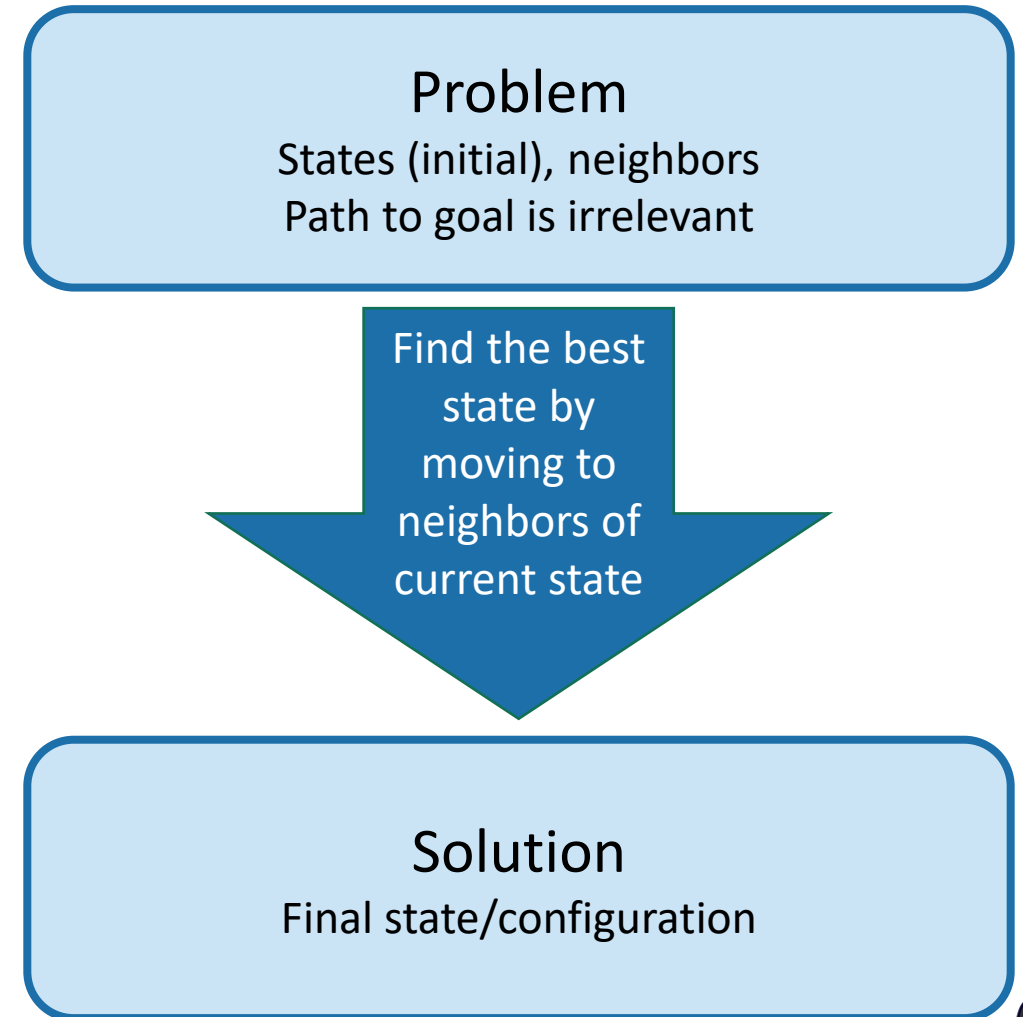 Problem
States (initial), neighbors
Path to goal is irrelevant
Find the best
state by
moving to
neighbors of
current state
Solution
Final state/configuration